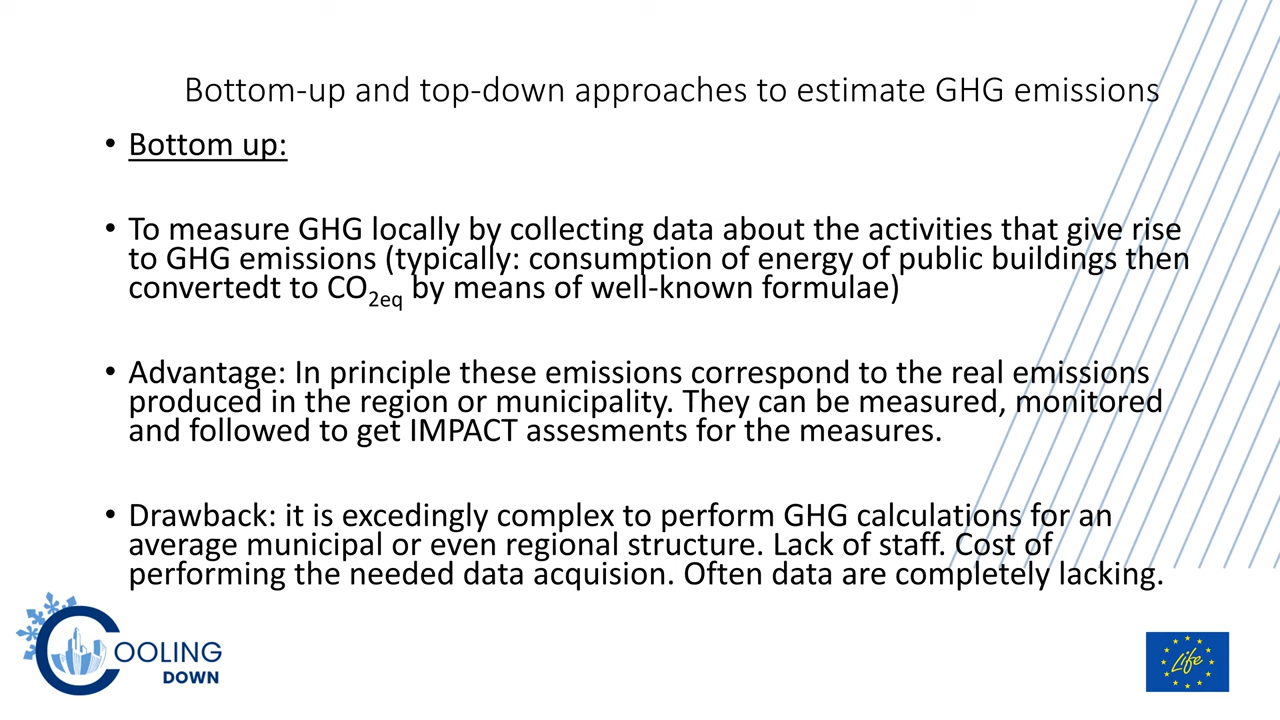 Bottom-up and top-down approaches to estimate GHG emissions
• Bottom up:
• To measure GHG locally by collecting data about the activities that give rise
to GHG emissions (typically: consumption of energy of public buildings then
convertedt to CO2eq by means of well-known formulae)
• Advantage: In principle these emissions correspond to the real emissions
produced in the region or municipality. They can be measured, monitored
and followed to get IMPACT assesments for the measures.
• Drawback: it is excedingly complex to perform GHG calculations for an
average municipal or even regional structure. Lack of staff. Cost of
performing the needed data acquision. Often data are completely lacking.
COOLING
DOWN
Life